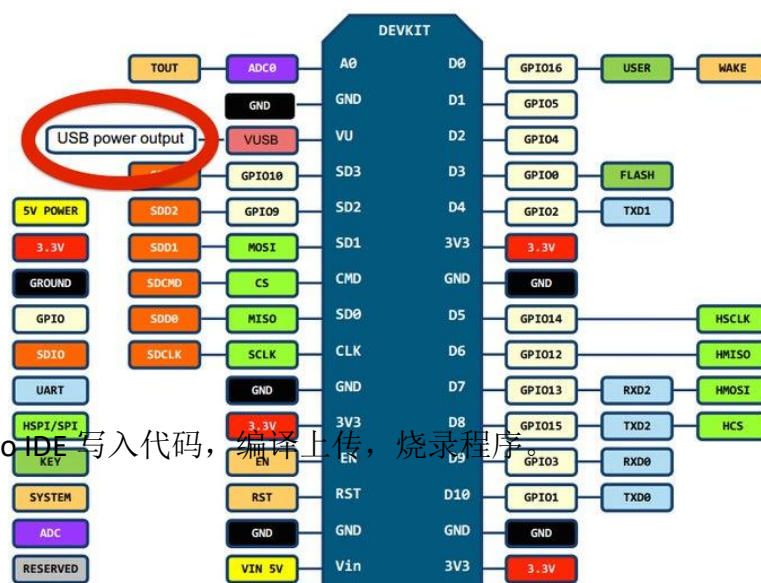 DEVKIT
TOUT ADC0 A0 D0 GPIO16 USER WAKE
GND GND D1 GPIO5
USB power output VUSB VU D2 GPIO4
GPIO10 SD3 D3 GPIO0 FLASH
5V POWER SDD2 GPIO9 SD2 D4 GPIO2 TXD1
3.3V SDD1 MOSI SD1 3V3 3.3V
GROUND SDCMD CS CMD GND GND
GPIO SDD0 MISO SD0 D5 GPIO14 HSCLK
SDIO SDCLK SCLK CLK D6 GPIO12 HMISO
UART GND GND D7 GPIO13 RXD2 HMOSI
HSPI/SPI 3.3V 3V3 D8 GPIO15 TXD2 HCS
o IDE 写入代码，编译上传，烧录程序。
KEY EN EN D9 GPIO3 RXD0
SYSTEM RST RST D10 GPIO1 TXD0
ADC GND GND GND GND
RESERVED VIN 5V Vin 3V3 3.3V